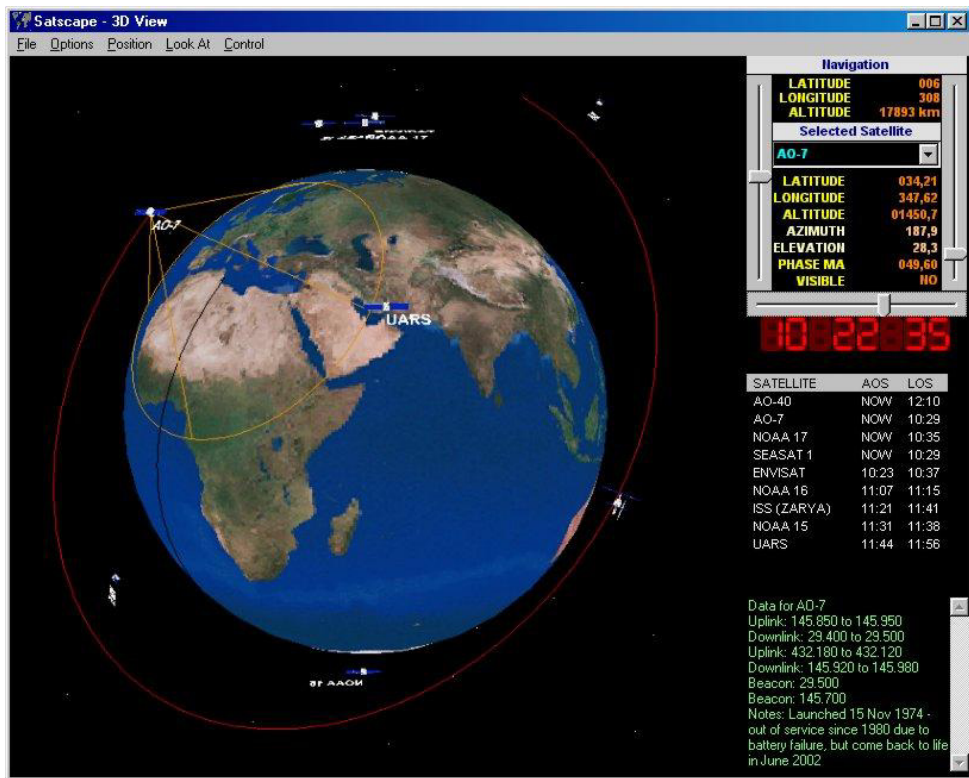 Satscape - 3D View
File Options Position Look At Control
Navigation
LATITUDE 006
LONGITUDE 308
ALTITUDE 17893 km
Selected Satellite
AO-7
LATITUDE 034,21
LONGITUDE 347,62
ALTITUDE 01450,7
AZIMUTH 187,9
ELEVATION 28,3
PHASE MA 049,60
VISIBLE NO
10 22 35
SATELLITE AOS LOS
AO-40 NOW 12:10
AO-7 NOW 10:29
NOAA 17 NOW 10:35
SEASAT 1 NOW 10:29
ENVISAT 10:23 10:37
NOAA 16 11:07 11:15
ISS (ZARYA) 11:21 11:41
NOAA 15 11:31 11:38
UARS 11:44 11:56
Data for AO-7
Uplink: 145.850 to 145.950
Downlink: 29.400 to 29.500
Uplink: 432.180 to 432.120
Downlink: 145.920 to 145.980
Beacon: 29.500
Beacon: 145.700
Notes: Launched 15 Nov 1974 -
out of service since 1980 due to
battery failure, but come back to life
in June 2002
NOAA 17
AO-7
UARS
NOAA